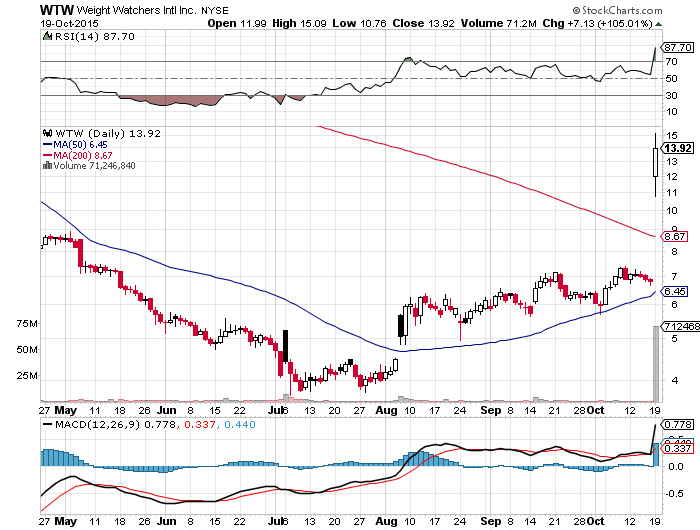 WTW Weight Watchers Intl Inc. NYSE
© StockCharts.com
19-Oct-2015
Open 11.99 High 15.09 Low 10.76 Close 13.92 Volume 71.2M Chg +7.13 (+105.01%)
RSI(14) 87.70
87.70
70
50
30
10
WTW (Daily) 13.92
MA(50) 6.45
MA(200) 8.67
Volume 71,246,840
15
13.92
13
12
11
10
9
8.67
8
7
6.45
6
712468
5
4
75M
50M
25M
27 May 11 18 26 Jun 8 15 22 Jul 6 13 20 27 Aug 10 17 24 Sep 8 14 21 28 Oct 12 19
MACD(12,26,9) 0.778, 0.337, 0.440
0.778
0.337
0.0
-0.5
27 May 11 18 26 Jun 8 15 22 Jul 6 13 20 27 Aug 10 17 24 Sep 8 14 21 28 Oct 12 19